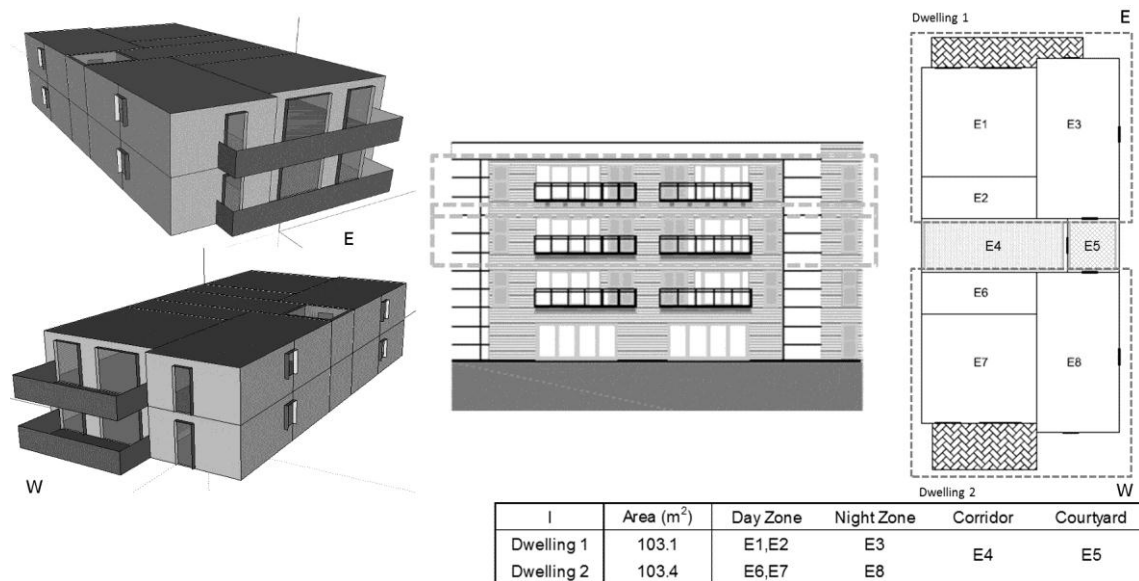 E
W
Dwelling 1
E
E1
E3
E2
E4
E5
E6
E7
E8
Dwelling 2
W
I Area (m²) Day Zone Night Zone Corridor Courtyard
Dwelling 1 103.1 E1,E2 E3 E4 E5
Dwelling 2 103.4 E6,E7 E8